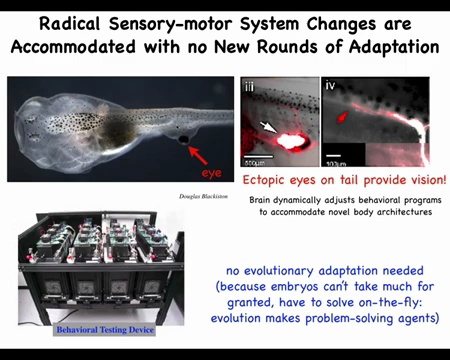 Radical Sensory-motor System Changes are
Accommodated with no New Rounds of Adaptation
eye
Douglas Blackiston
iii
500μm
iv
100μm
Ectopic eyes on tail provide vision!
Brain dynamically adjusts behavioral programs
to accommodate novel body architectures
Behavioral Testing Device
no evolutionary adaptation needed
(because embryos can't take much for
granted, have to solve on-the-fly:
evolution makes problem-solving agents)